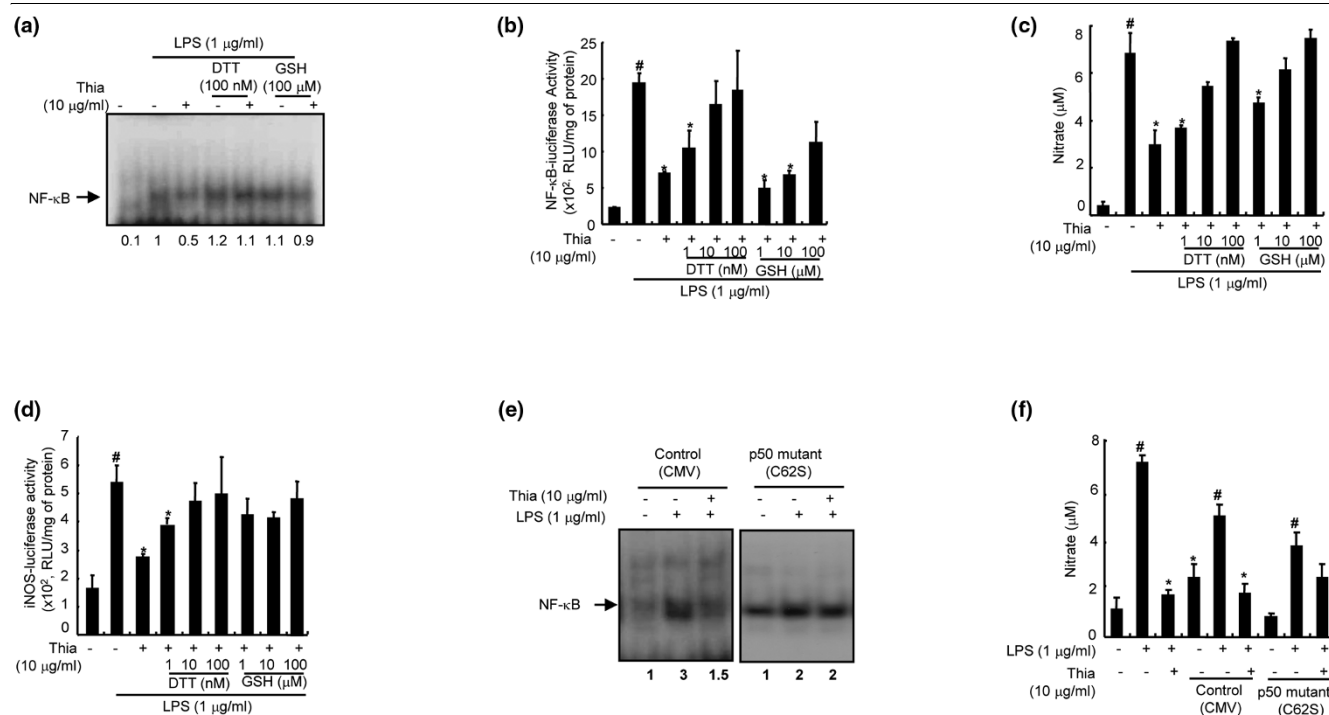 (a)
LPS (1 μg/ml)
DTT GSH
Thia (100 nM) (100 μM)
(10 μg/ml) - - + - + - +
NF-κB
0.1 1 0.5 1.2 1.1 1.1 0.9
(b)
NF-κB-luciferase Activity
(x10², RLU/mg of protein)
25
20
15
10
5
0
#
* * * *
Thia - - + + + + + + +
(10 μg/ml) 1 10 100 1 10 100
DTT (nM) GSH (μM)
LPS (1 μg/ml)
(c)
Nitrate (μM)
8
6
4
2
0
#
* * *
Thia - - + + + + + + +
(10 μg/ml) 1 10 100 1 10 100
DTT (nM) GSH (μM)
LPS (1 μg/ml)
(d)
iNOS-luciferase activity
(x10², RLU/mg of protein)
7
6
5
4
3
2
1
0
#
* *
Thia - - + + + + + + +
(10 μg/ml) 1 10 100 1 10 100
DTT (nM) GSH (μM)
LPS (1 μg/ml)
(e)
Control p50 mutant
(CMV) (C62S)
Thia (10 μg/ml) - - + - - +
LPS (1 μg/ml) - + + - + +
NF-κB
1 3 1.5 1 2 2
(f)
Nitrate (μM)
8
6
4
2
0
# * * # * #
LPS (1 μg/ml) - + + - + + - + +
Thia - - + - - + - - +
(10 μg/ml) Control p50 mutant
(CMV) (C62S)